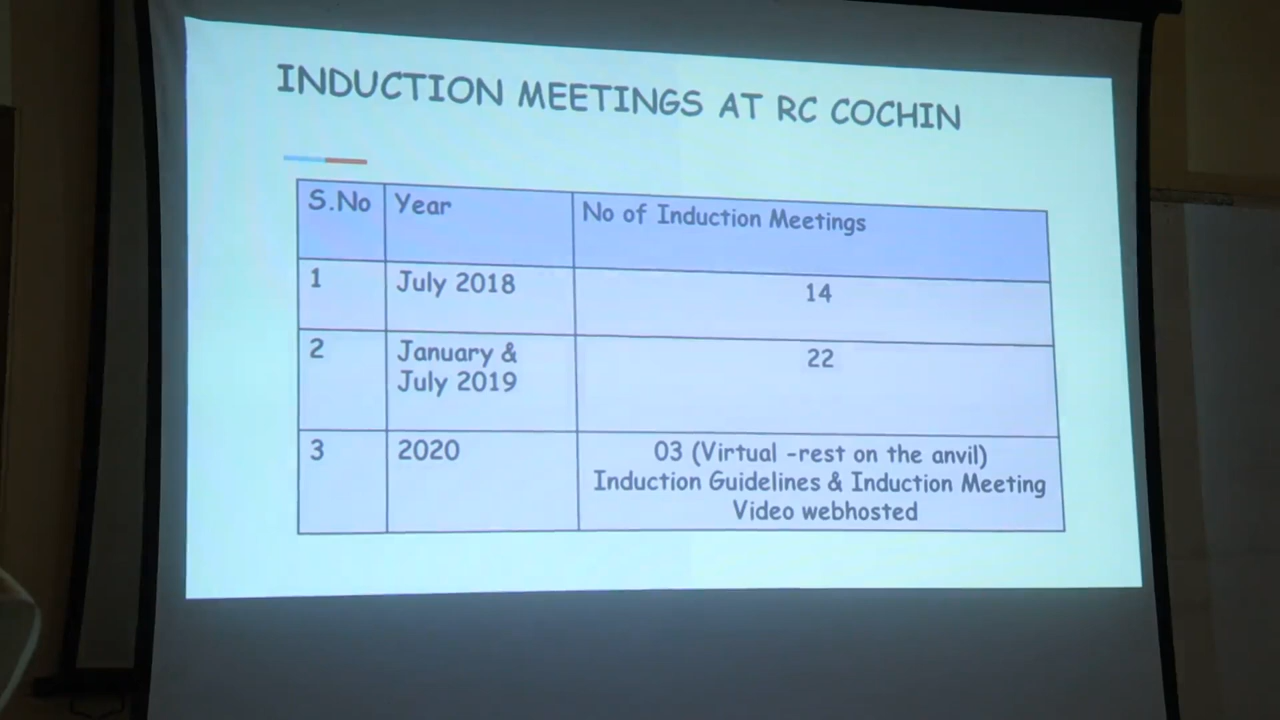 INDUCTION MEETINGS AT RC COCHIN
S.No Year No of Induction Meetings
1 July 2018 14
2 January & 22
July 2019
3 2020 03 (Virtual -rest on the anvil)
Induction Guidelines & Induction Meeting
Video webhosted